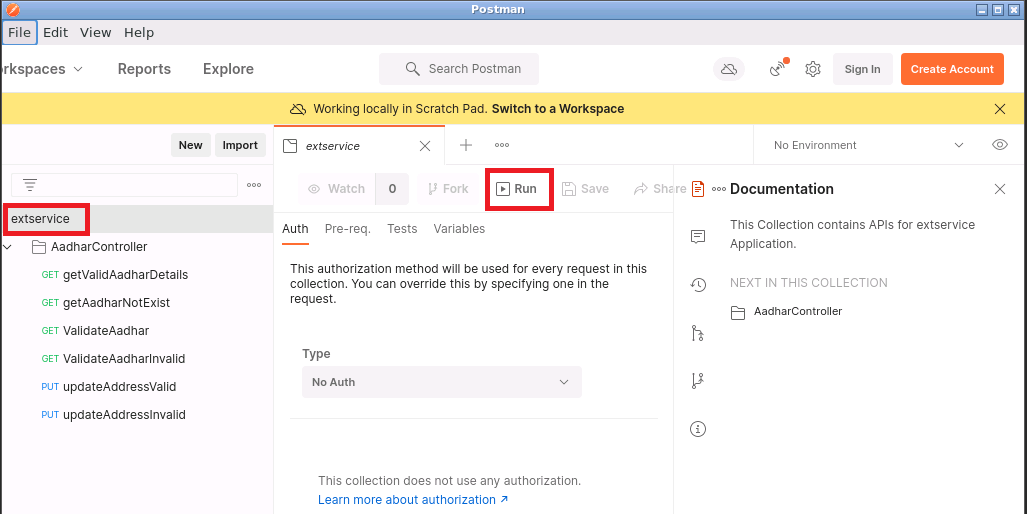 Postman
File Edit View Help
rkspaces Reports Explore Search Postman Sign In Create Account
Working locally in Scratch Pad. Switch to a Workspace
New Import
extservice
No Environment
Watch 0 Fork Run Save Share
extservice
AadharController
GET getValidAadharDetails
GET getAadharNotExist
GET ValidateAadhar
GET ValidateAadharInvalid
PUT updateAddressValid
PUT updateAddressInvalid
Auth Pre-req. Tests Variables
This authorization method will be used for every request in this
collection. You can override this by specifying one in the
request.
Type
No Auth
This collection does not use any authorization.
Learn more about authorization ↗
Documentation
This Collection contains APIs for extservice
Application.
NEXT IN THIS COLLECTION
AadharController